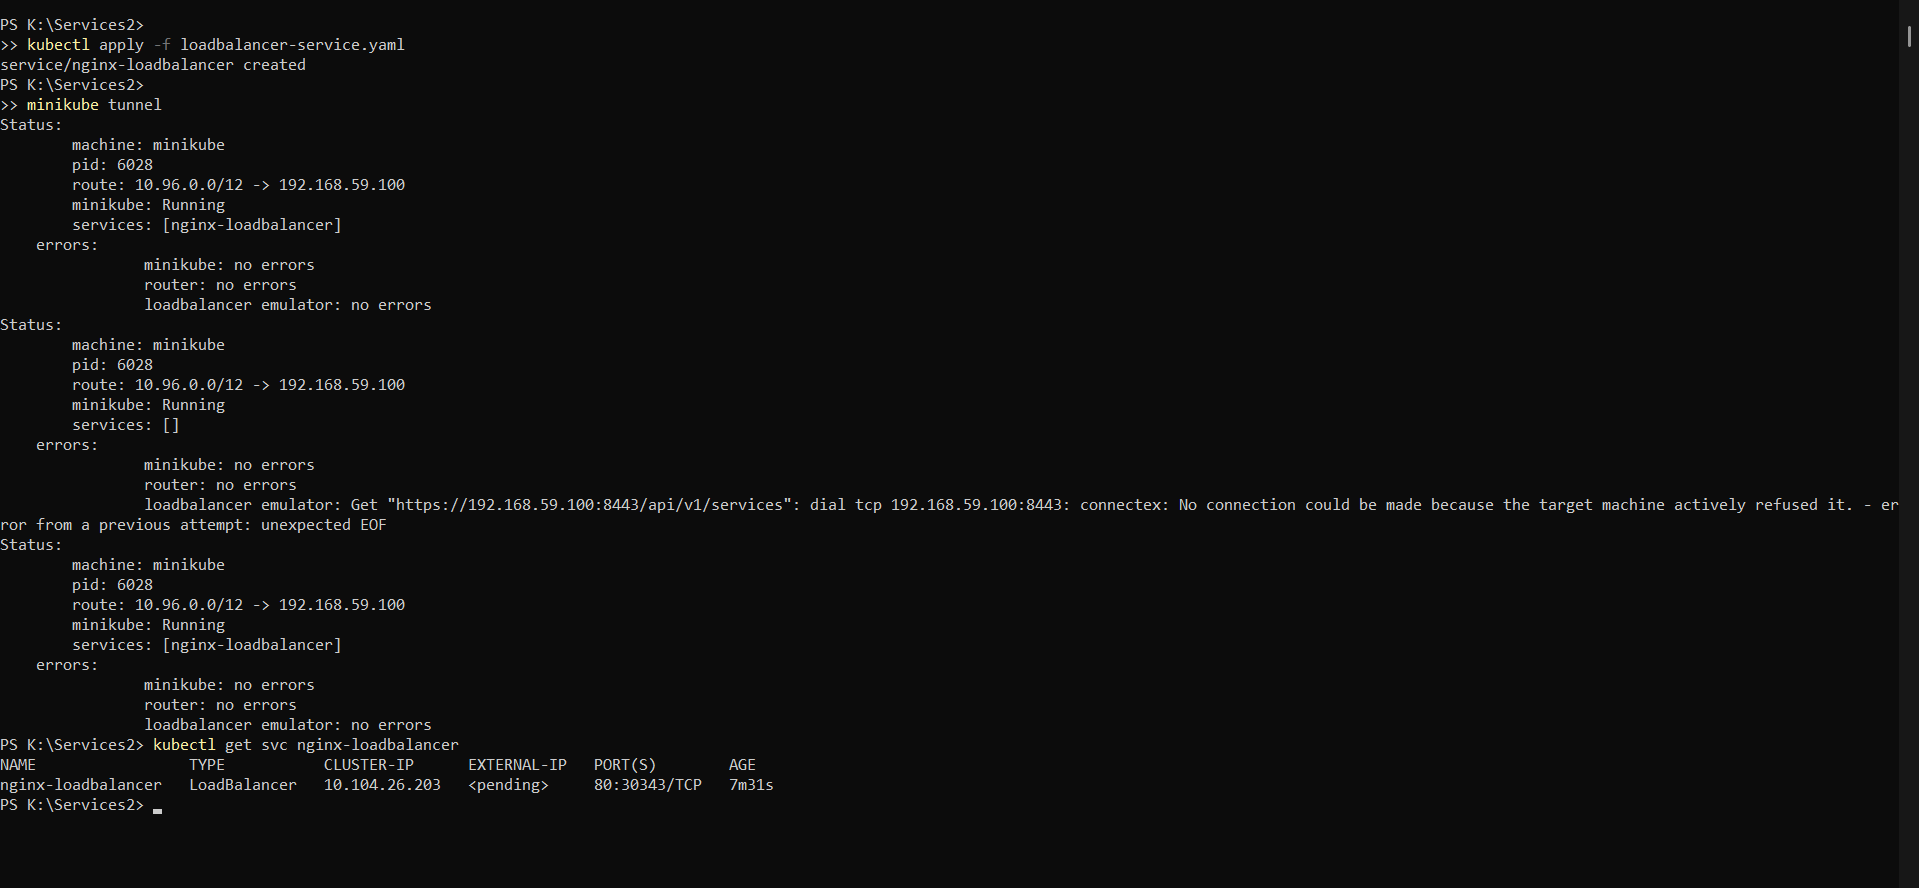 PS K:\Services2>
>> kubectl apply -f loadbalancer-service.yaml
service/nginx-loadbalancer created
PS K:\Services2>
>> minikube tunnel
Status:
        machine: minikube
        pid: 6028
        route: 10.96.0.0/12 -> 192.168.59.100
        minikube: Running
        services: [nginx-loadbalancer]
    errors:
                minikube: no errors
                router: no errors
                loadbalancer emulator: no errors
Status:
        machine: minikube
        pid: 6028
        route: 10.96.0.0/12 -> 192.168.59.100
        minikube: Running
        services: []
    errors:
                minikube: no errors
                router: no errors
                loadbalancer emulator: Get "https://192.168.59.100:8443/api/v1/services": dial tcp 192.168.59.100:8443: connectex: No connection could be made because the target machine actively refused it. - er
ror from a previous attempt: unexpected EOF
Status:
        machine: minikube
        pid: 6028
        route: 10.96.0.0/12 -> 192.168.59.100
        minikube: Running
        services: [nginx-loadbalancer]
    errors:
                minikube: no errors
                router: no errors
                loadbalancer emulator: no errors
PS K:\Services2> kubectl get svc nginx-loadbalancer
NAME                 TYPE           CLUSTER-IP      EXTERNAL-IP   PORT(S)        AGE
nginx-loadbalancer   LoadBalancer   10.104.26.203   <pending>     80:30343/TCP   7m31s
PS K:\Services2>